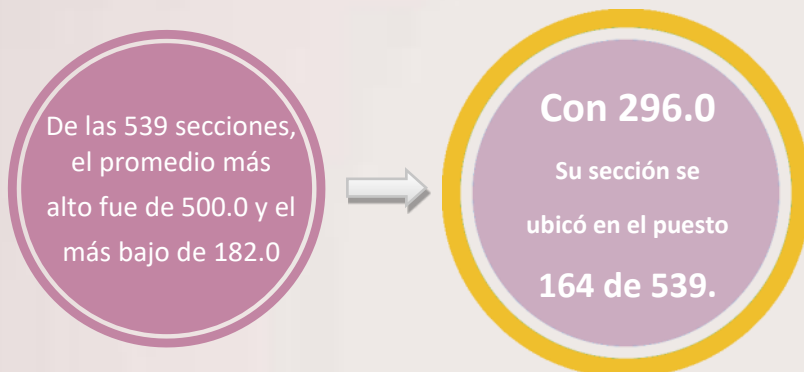 De las 539 secciones,
el promedio más
alto fue de 500.0 y el
más bajo de 182.0
Con 296.0
Su sección se
ubicó en el puesto
164 de 539.